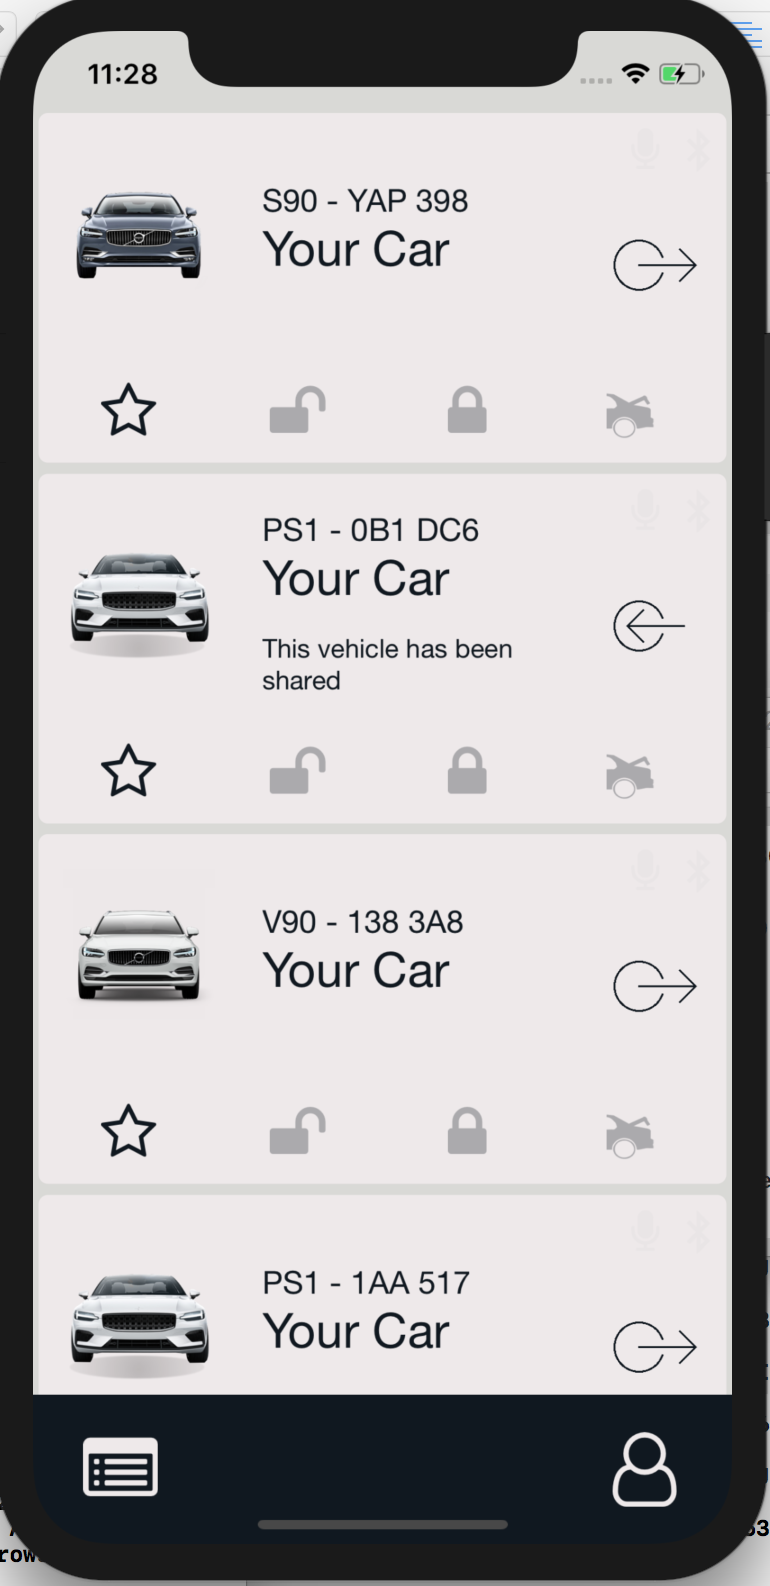 11:28
S90 - YAP 398
Your Car
PS1 - 0B1 DC6
Your Car
This vehicle has been
shared
V90 - 138 3A8
Your Car
PS1 - 1AA 517
Your Car